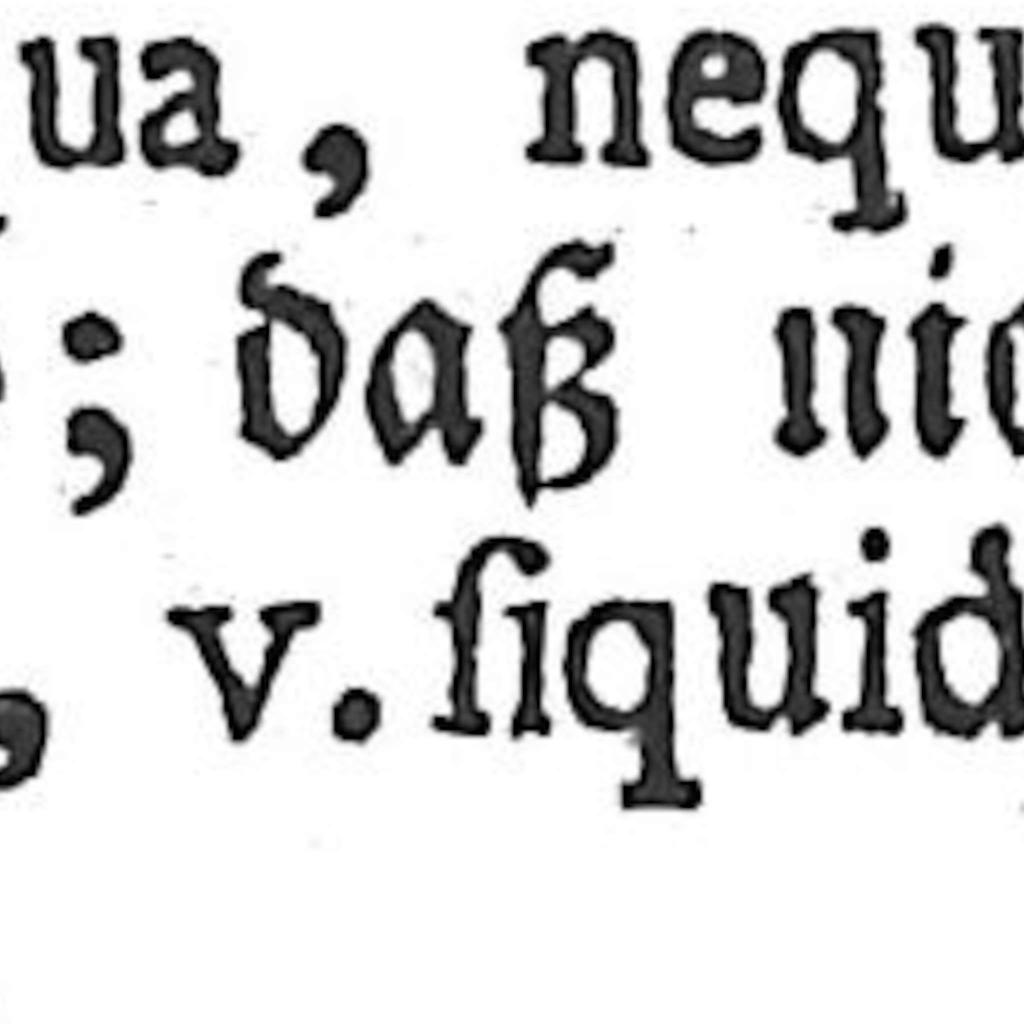 ua, nequ
; daß nic
, v. ſiquid